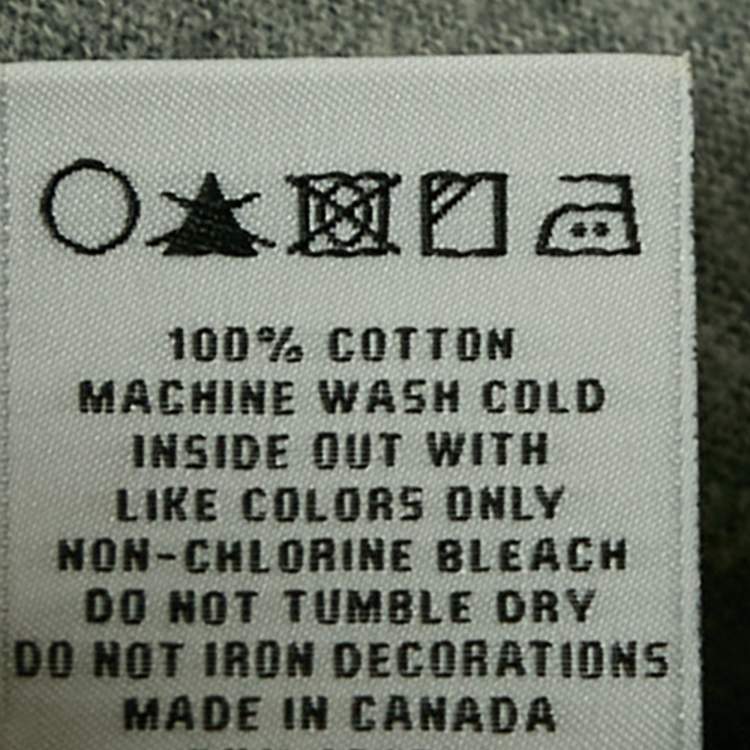 100% COTTON
MACHINE WASH COLD
INSIDE OUT WITH
LIKE COLORS ONLY
NON-CHLORINE BLEACH
DO NOT TUMBLE DRY
DO NOT IRON DECORATIONS
MADE IN CANADA